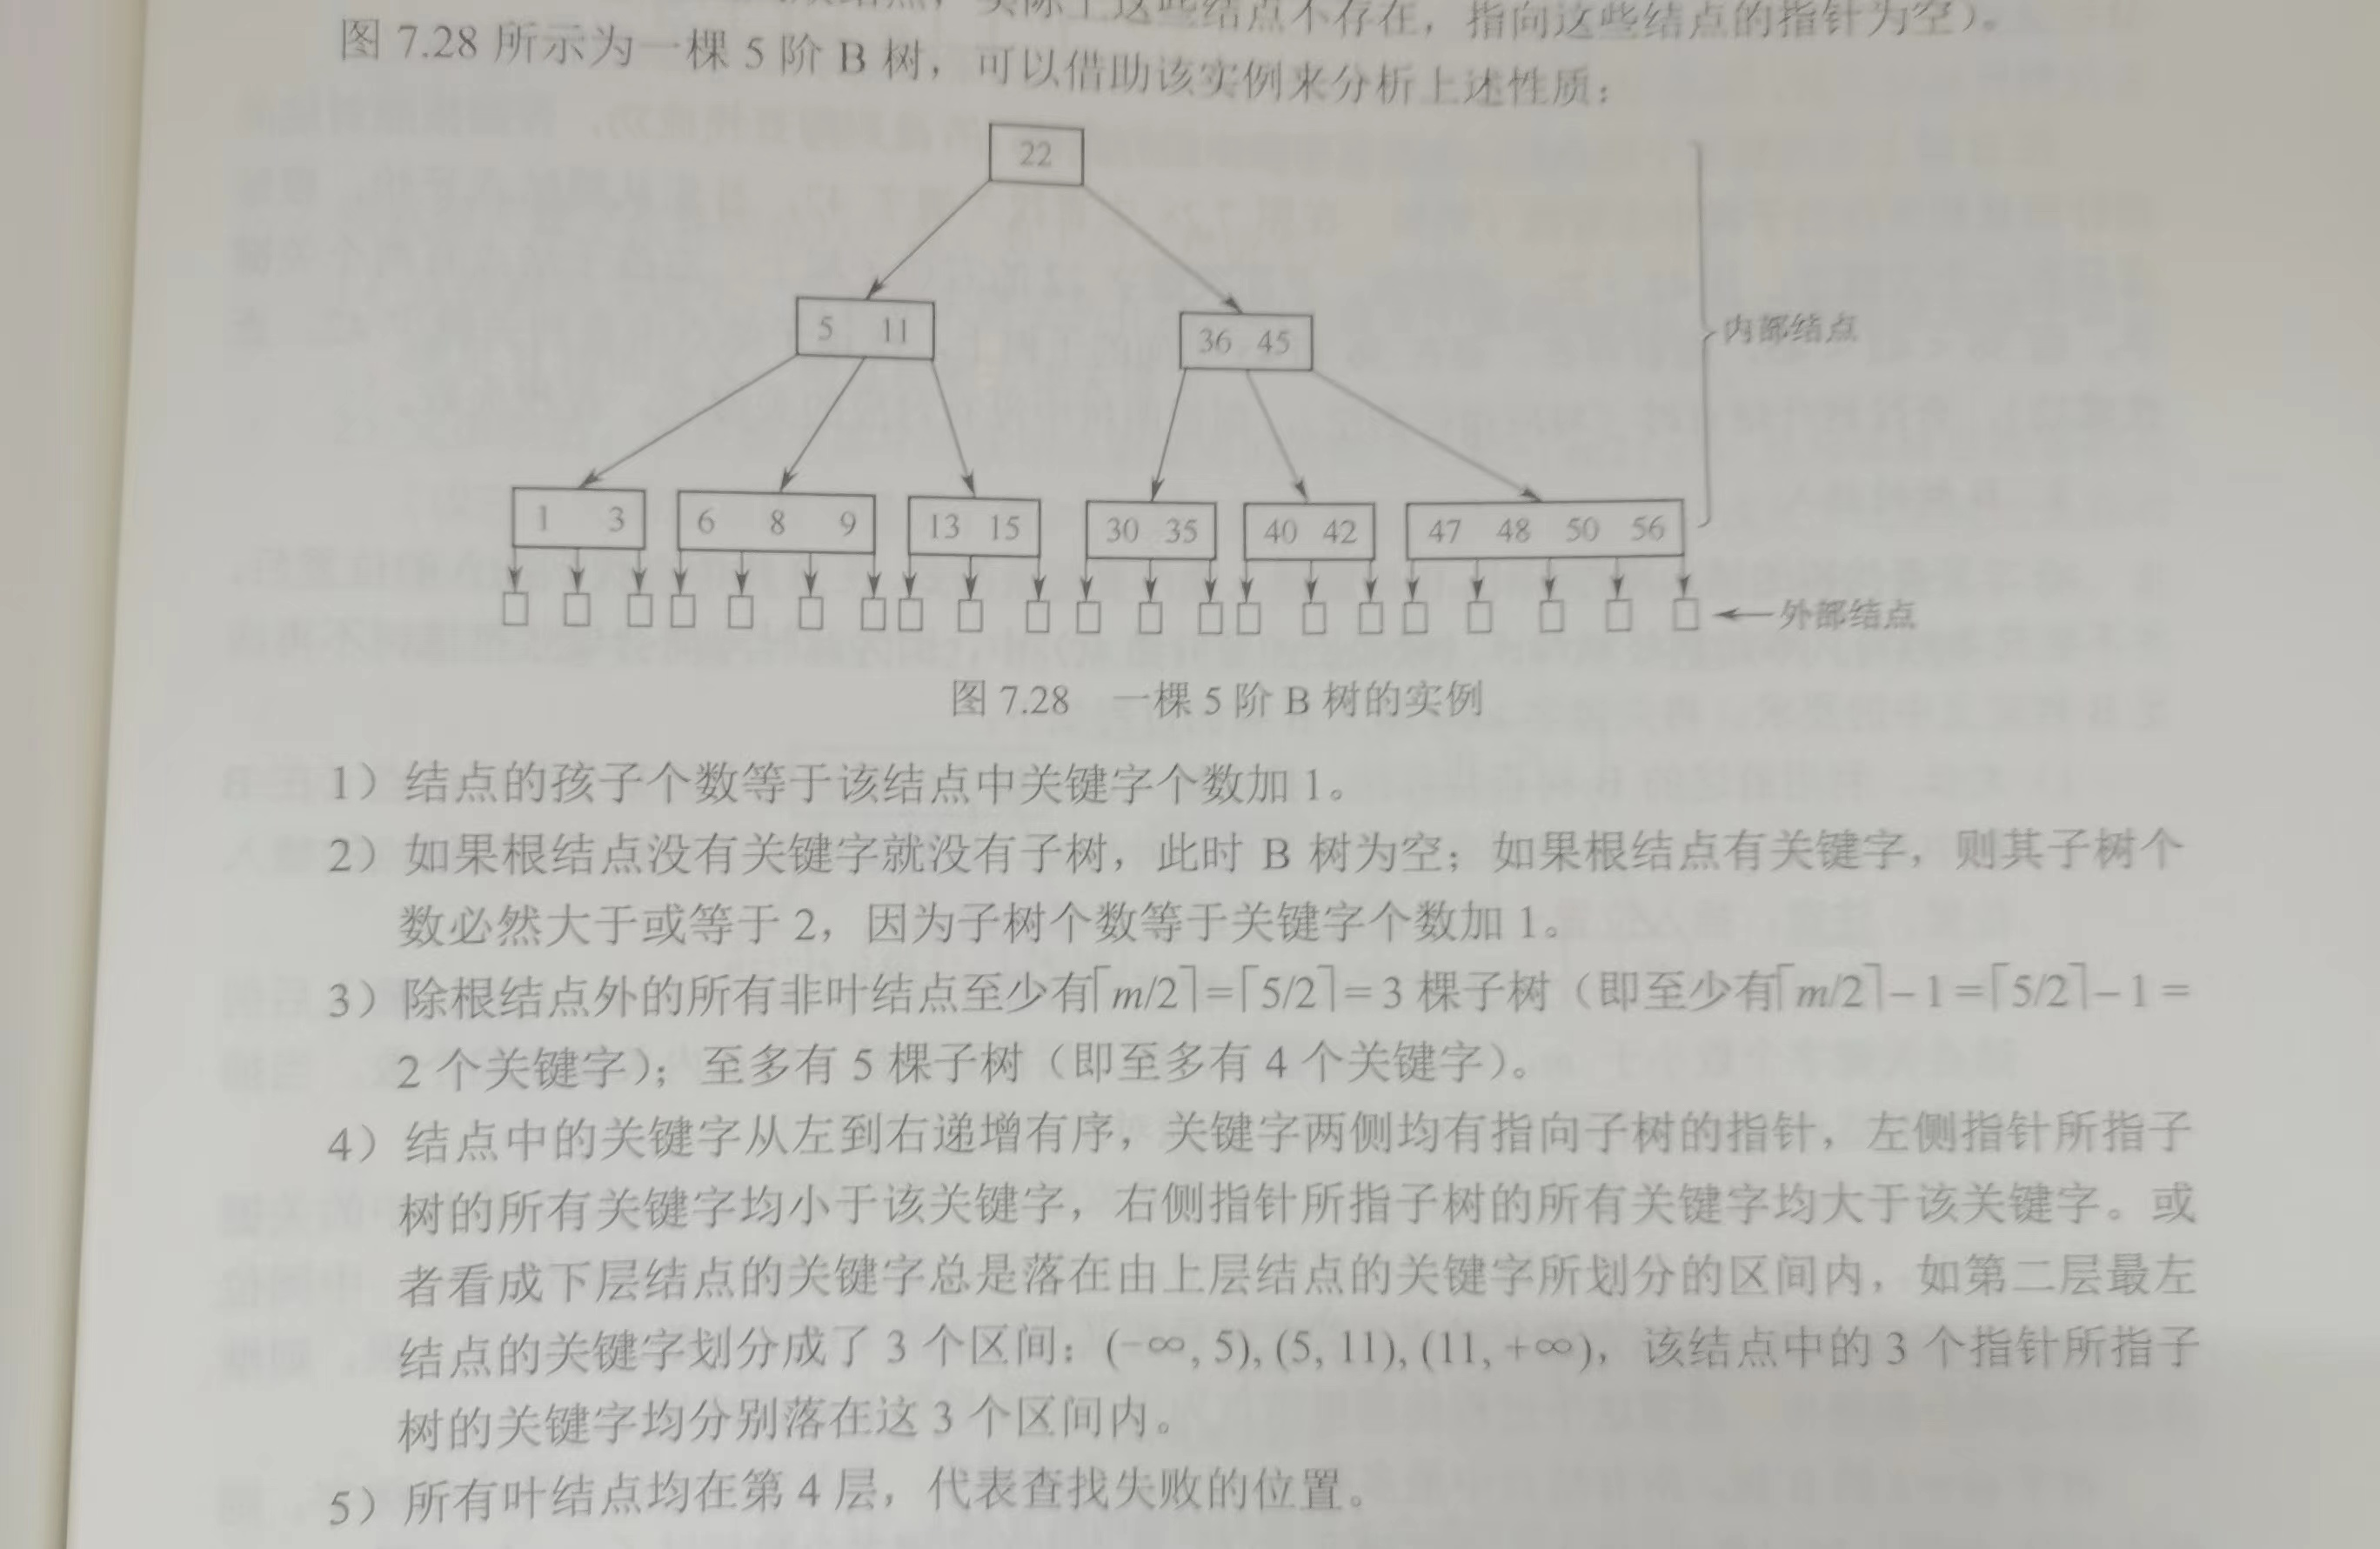 实际上这些结点不存在，指向这些结点的指针为空）。
图 7.28 所示为一棵 5 阶 B 树，可以借助该实例来分析上述性质：
22
5 11
36 45
内部结点
1 3
6 8 9
13 15
30 35
40 42
47 48 50 56
外部结点
图 7.28 一棵 5 阶 B 树的实例
1）结点的孩子个数等于该结点中关键字个数加 1。
2）如果根结点没有关键字就没有子树，此时 B 树为空；如果根结点有关键字，则其子树个
数必然大于或等于 2，因为子树个数等于关键字个数加 1。
3）除根结点外的所有非叶结点至少有⌈m/2⌉=⌈5/2⌉=3 棵子树（即至少有⌈m/2⌉-1=⌈5/2⌉-1=
2 个关键字）；至多有 5 棵子树（即至多有 4 个关键字）。
4）结点中的关键字从左到右递增有序，关键字两侧均有指向子树的指针，左侧指针所指子
树的所有关键字均小于该关键字，右侧指针所指子树的所有关键字均大于该关键字。或
者看成下层结点的关键字总是落在由上层结点的关键字所划分的区间内，如第二层最左
结点的关键字划分成了 3 个区间：(-∞, 5), (5, 11), (11, +∞)，该结点中的 3 个指针所指子
树的关键字均分别落在这 3 个区间内。
5）所有叶结点均在第 4 层，代表查找失败的位置。